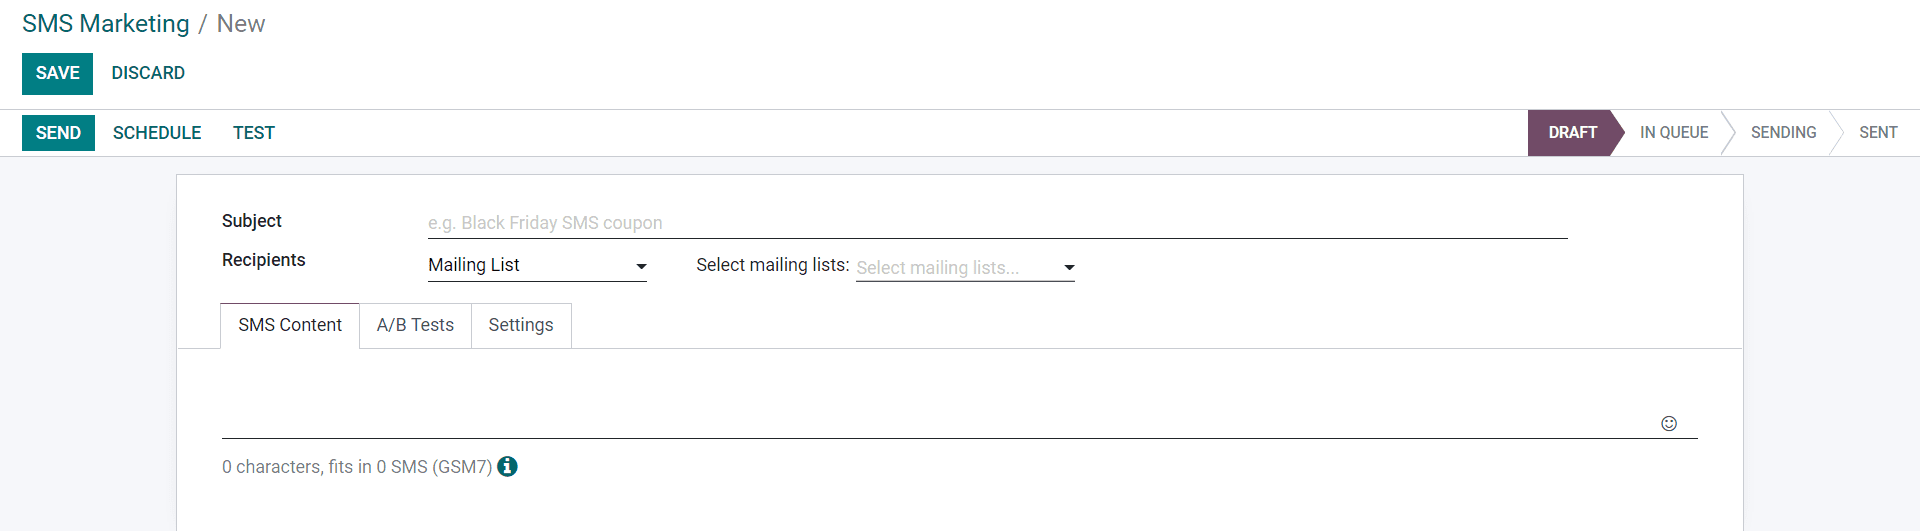 SMS Marketing / New
SAVE DISCARD
SEND SCHEDULE TEST DRAFT IN QUEUE SENDING SENT
Subject e.g. Black Friday SMS coupon
Recipients Mailing List Select mailing lists: Select mailing lists...
SMS Content A/B Tests Settings
0 characters, fits in 0 SMS (GSM7)